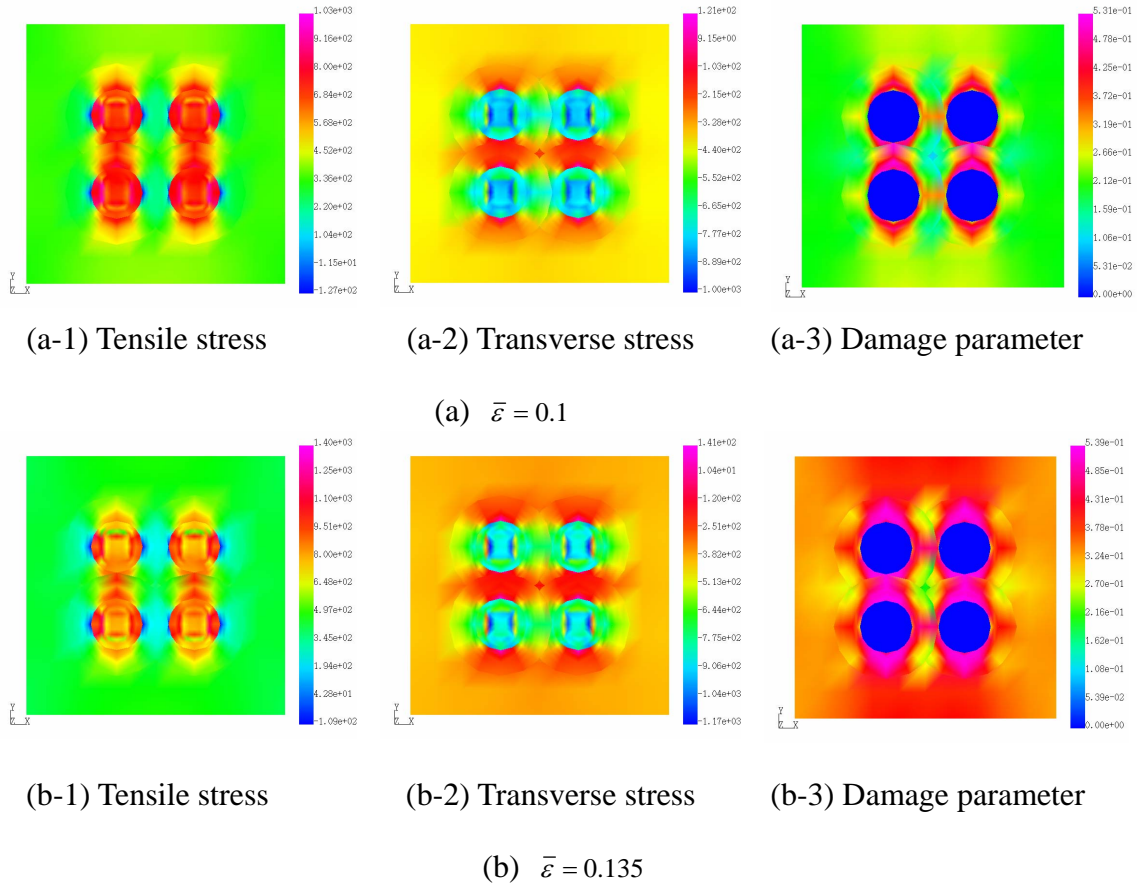 1.03e+03
9.15e+02
8.00e+02
6.84e+02
5.68e+02
4.52e+02
3.36e+02
2.20e+02
1.04e+02
-1.15e+01
-1.27e+02
Y
Z X
1.21e+02
9.15e+00
-1.03e+02
-2.15e+02
-3.28e+02
-4.40e+02
-5.52e+02
-6.65e+02
-7.77e+02
-8.89e+02
-1.00e+03
Y
Z X
5.31e-01
4.78e-01
4.25e-01
3.72e-01
3.19e-01
2.66e-01
2.12e-01
1.59e-01
1.06e-01
5.31e-02
0.00e+00
Y
Z X
(a-1) Tensile stress (a-2) Transverse stress (a-3) Damage parameter
(a) ε̄ = 0.1
1.40e+03
1.25e+03
1.10e+03
9.51e+02
8.00e+02
6.48e+02
4.97e+02
3.45e+02
1.94e+02
4.28e+01
-1.09e+02
Y
Z X
1.41e+02
1.04e+01
-1.20e+02
-2.51e+02
-3.82e+02
-5.13e+02
-6.44e+02
-7.75e+02
-9.06e+02
-1.04e+03
-1.17e+03
Y
Z X
5.39e-01
4.85e-01
4.31e-01
3.78e-01
3.24e-01
2.70e-01
2.16e-01
1.62e-01
1.08e-01
5.39e-02
0.00e+00
Y
Z X
(b-1) Tensile stress (b-2) Transverse stress (b-3) Damage parameter
(b) ε̄ = 0.135